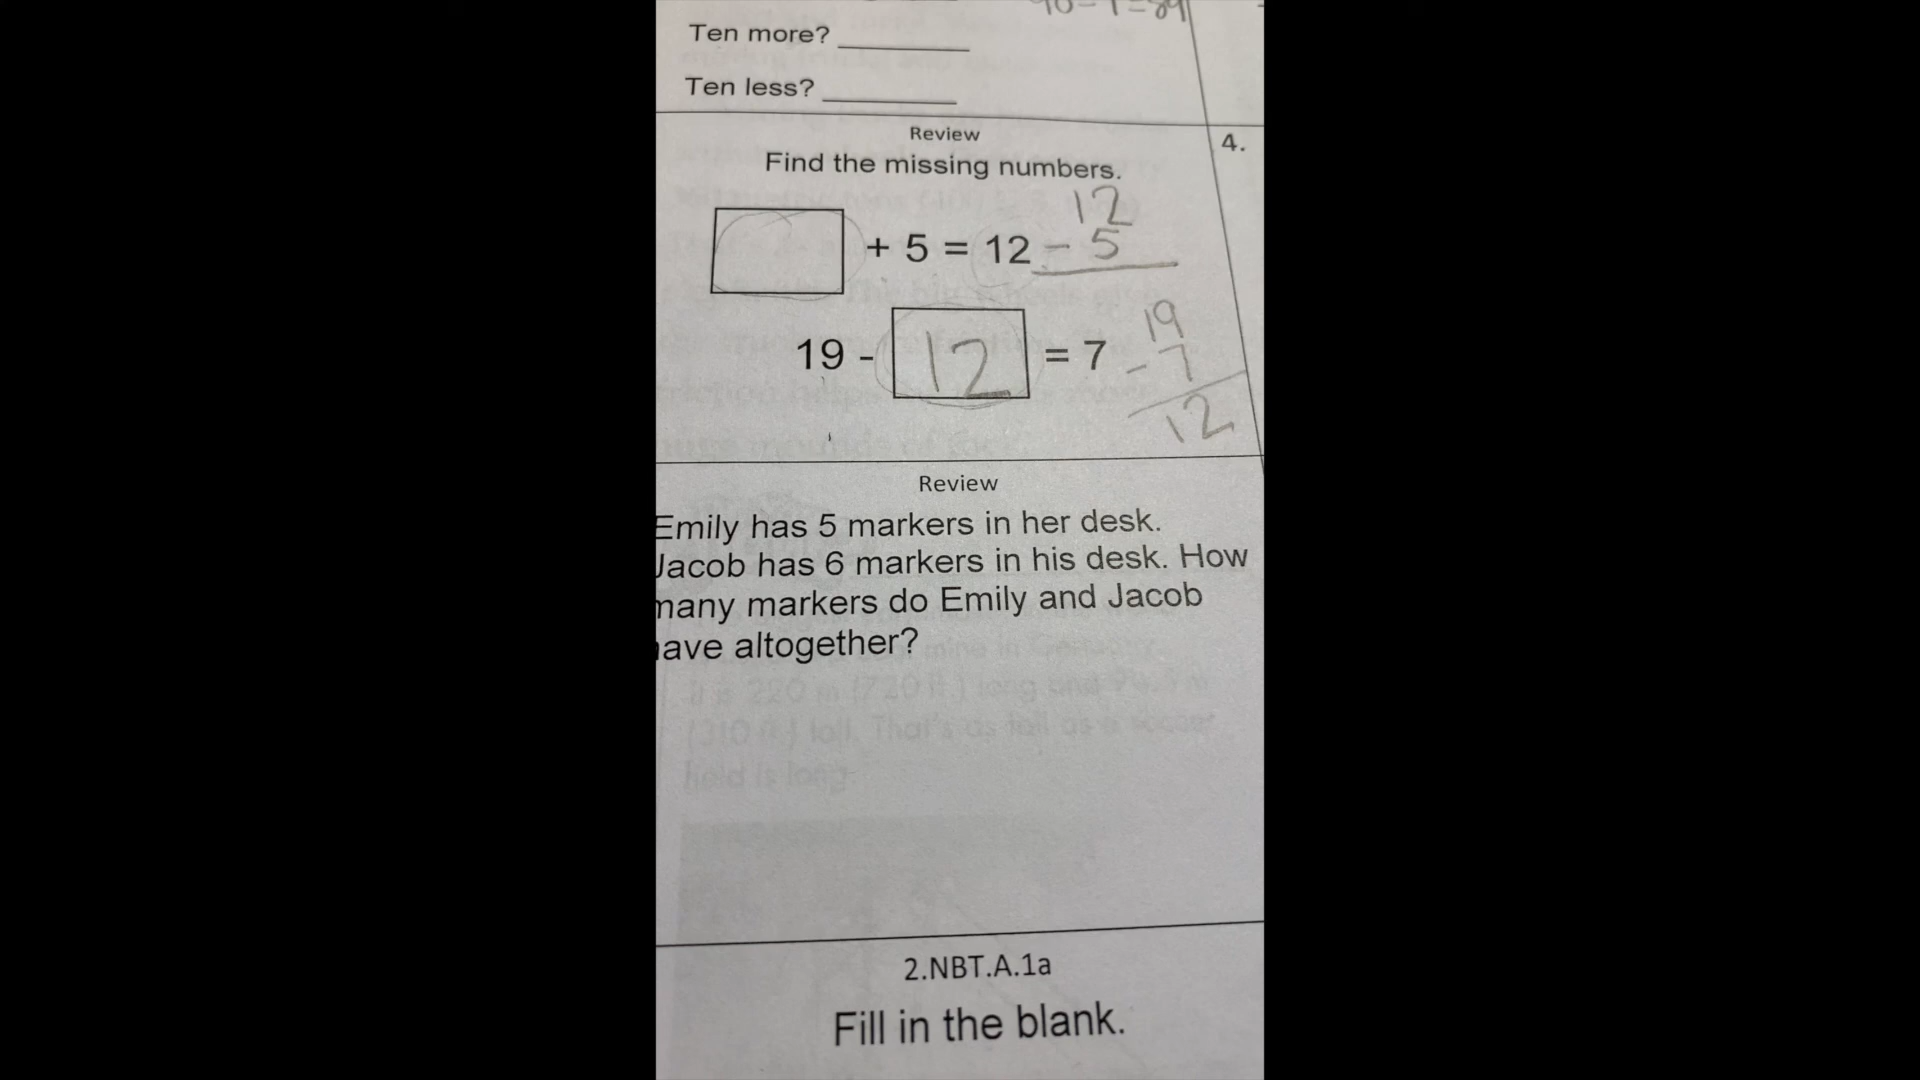 Ten more? ________
Ten less? ________
Review
4.
Find the missing numbers.
12
+ 5 = 12 - 5
19 - 12 = 7
19
- 7
12
Review
Emily has 5 markers in her desk.
Jacob has 6 markers in his desk. How
many markers do Emily and Jacob
have altogether?
2.NBT.A.1a
Fill in the blank.